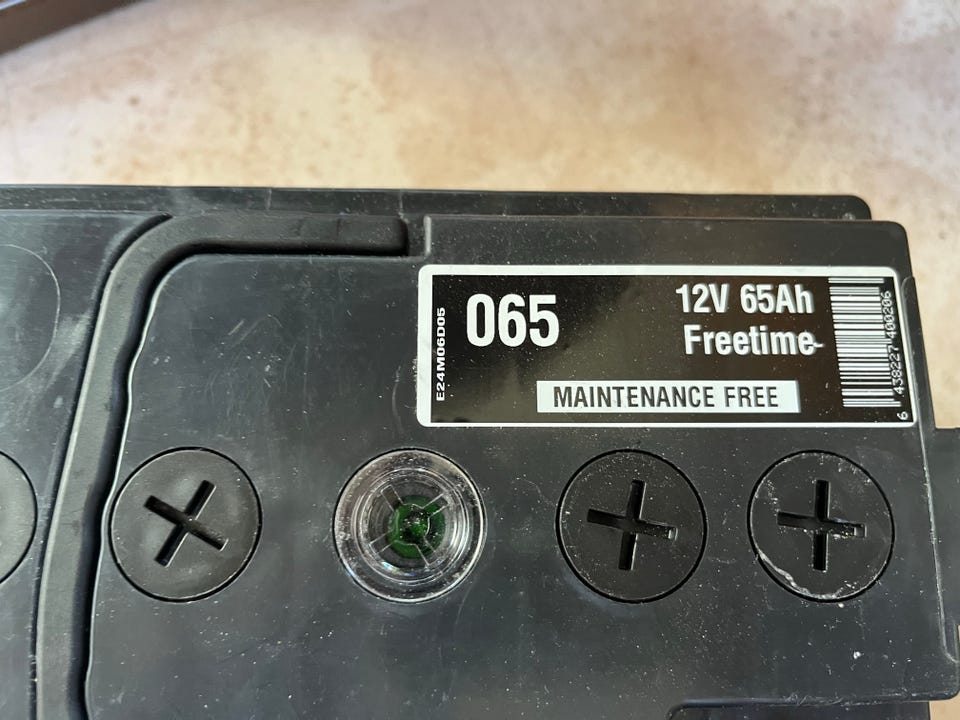 E24M06D05
065
12V 65Ah
Freetime
MAINTENANCE FREE
6 438227 400206